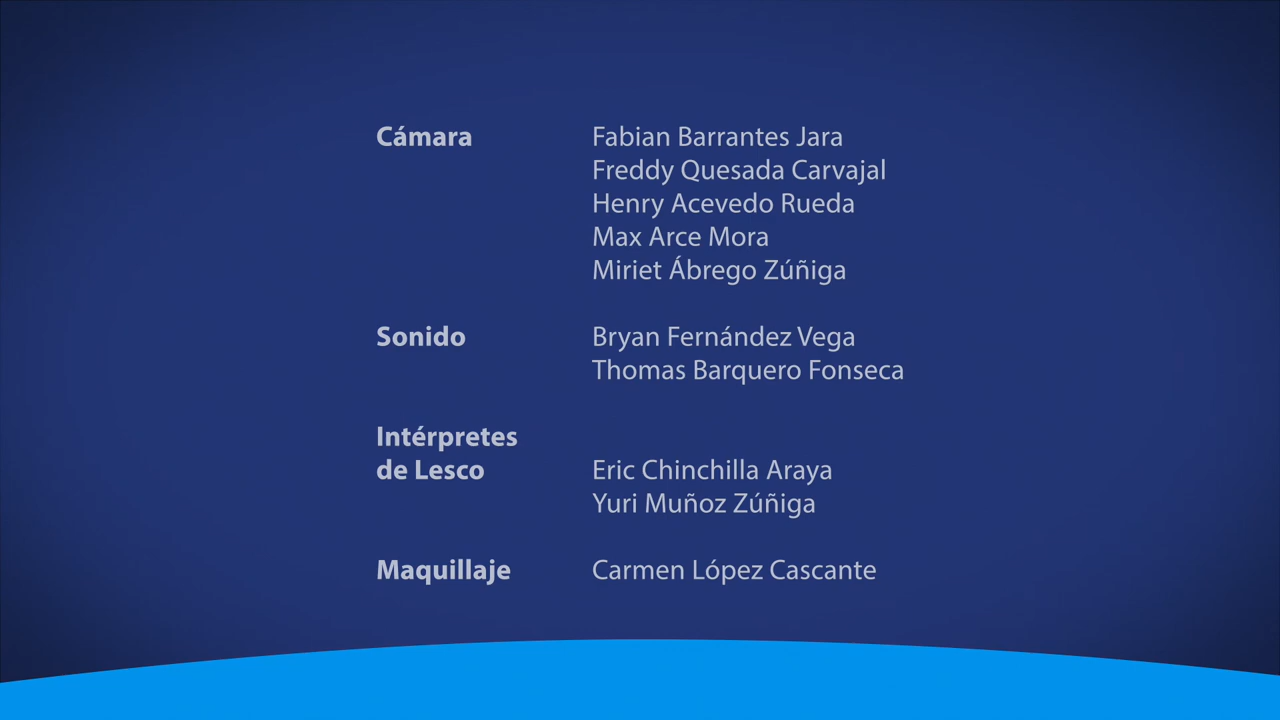 Cámara Fabian Barrantes Jara
Freddy Quesada Carvajal
Henry Acevedo Rueda
Max Arce Mora
Miriet Ábrego Zúñiga
Sonido Bryan Fernández Vega
Thomas Barquero Fonseca
Intérpretes
de Lesco Eric Chinchilla Araya
Yuri Muñoz Zúñiga
Maquillaje Carmen López Cascante